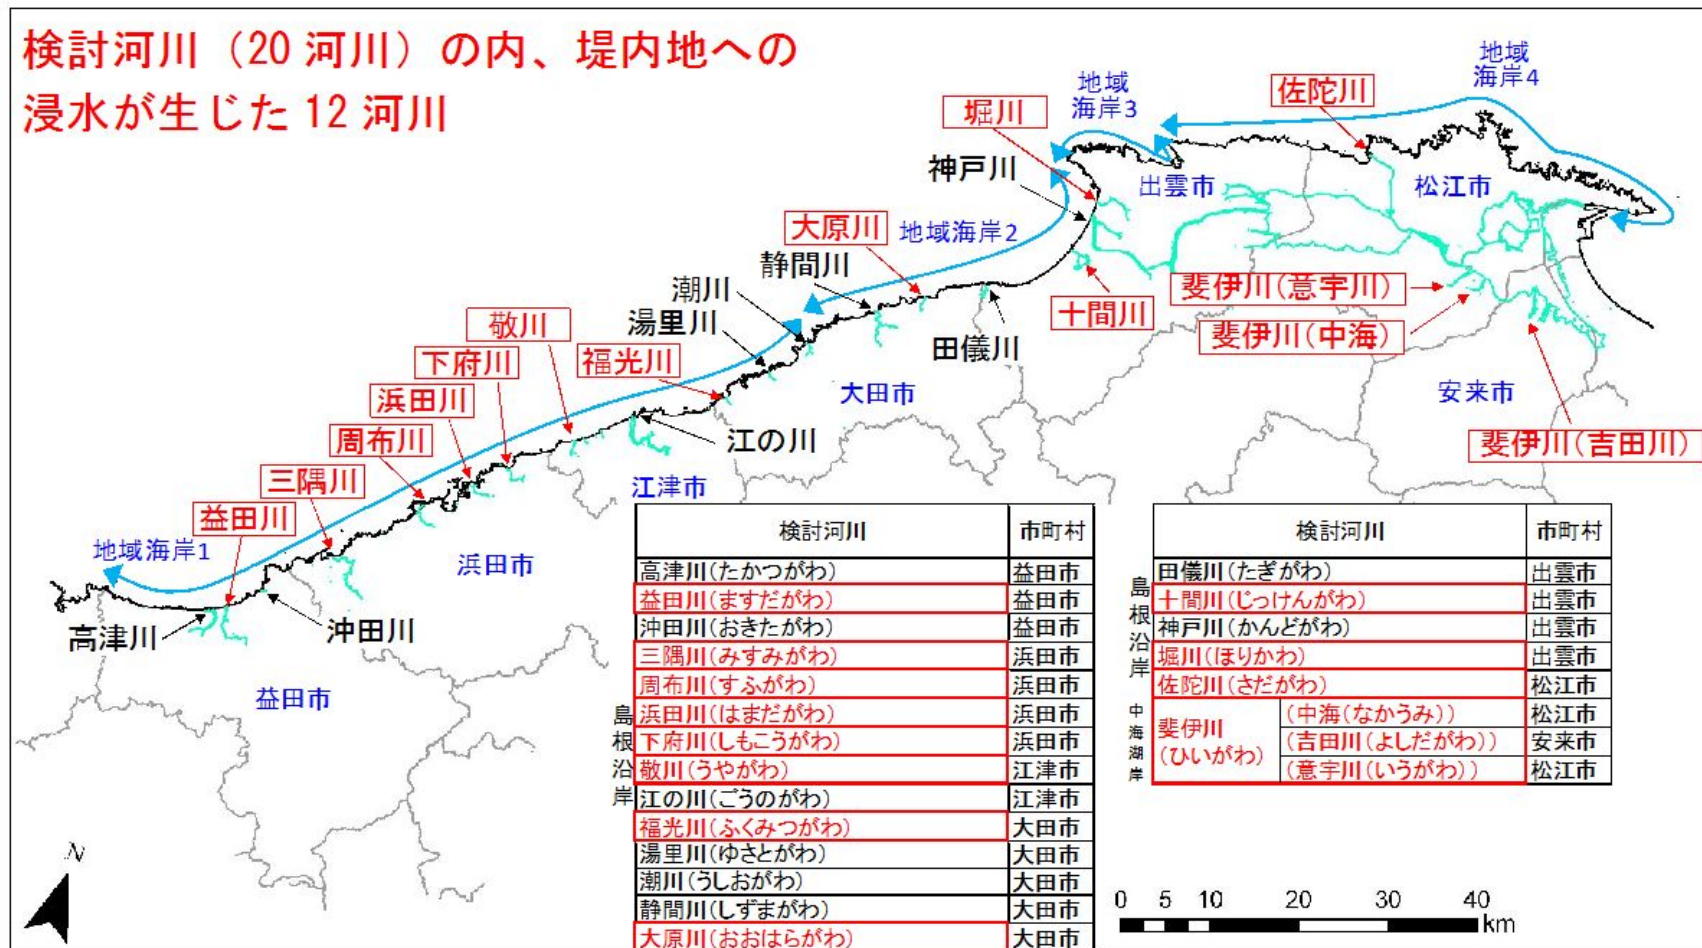 検討河川（20河川）の内、堤内地への
浸水が生じた12河川
地域
海岸4
地域
海岸3
佐陀川
堀川
神戸川
出雲市
松江市
大原川
地域海岸2
静間川
潮川
湯里川
敬川
福光川
下府川
浜田川
周布川
三隅川
益田川
地域海岸1
高津川
沖田川
益田市
浜田市
江津市
江の川
大田市
田儀川
十間川
斐伊川(意宇川)
斐伊川(中海)
安来市
斐伊川(吉田川)
検討河川 市町村
島根沿岸
高津川(たかつがわ) 益田市
益田川(ますだがわ) 益田市
沖田川(おきたがわ) 益田市
三隅川(みすみがわ) 浜田市
周布川(すふがわ) 浜田市
浜田川(はまだがわ) 浜田市
下府川(しもこうがわ) 浜田市
敬川(うやがわ) 江津市
江の川(ごうのがわ) 江津市
福光川(ふくみつがわ) 大田市
湯里川(ゆさとがわ) 大田市
潮川(うしおがわ) 大田市
静間川(しずまがわ) 大田市
大原川(おおはらがわ) 大田市
検討河川 市町村
島根沿岸
田儀川(たぎがわ) 出雲市
十間川(じっけんがわ) 出雲市
神戸川(かんどがわ) 出雲市
堀川(ほりかわ) 出雲市
佐陀川(さだがわ) 松江市
中海湖岸
斐伊川
(ひいがわ)
(中海(なかうみ)) 松江市
(吉田川(よしだがわ)) 安来市
(意宇川(いうがわ)) 松江市
N
0 5 10 20 30 40
km